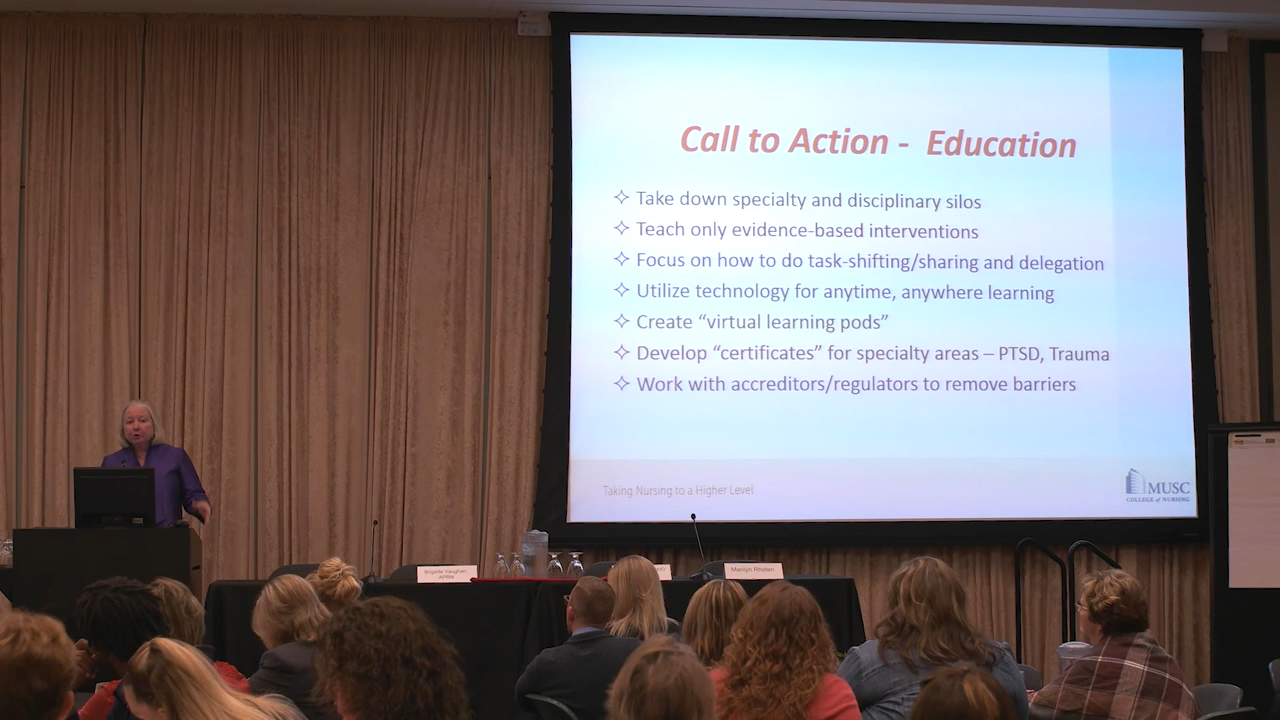 Call to Action - Education
Take down specialty and disciplinary silos
Teach only evidence-based interventions
Focus on how to do task-shifting/sharing and delegation
Utilize technology for anytime, anywhere learning
Create “virtual learning pods”
Develop “certificates” for specialty areas – PTSD, Trauma
Work with accreditors/regulators to remove barriers
Taking Nursing to a Higher Level
MUSC
COLLEGE of NURSING
Brigette Vaughan,
APRN
Marilyn Rhoten